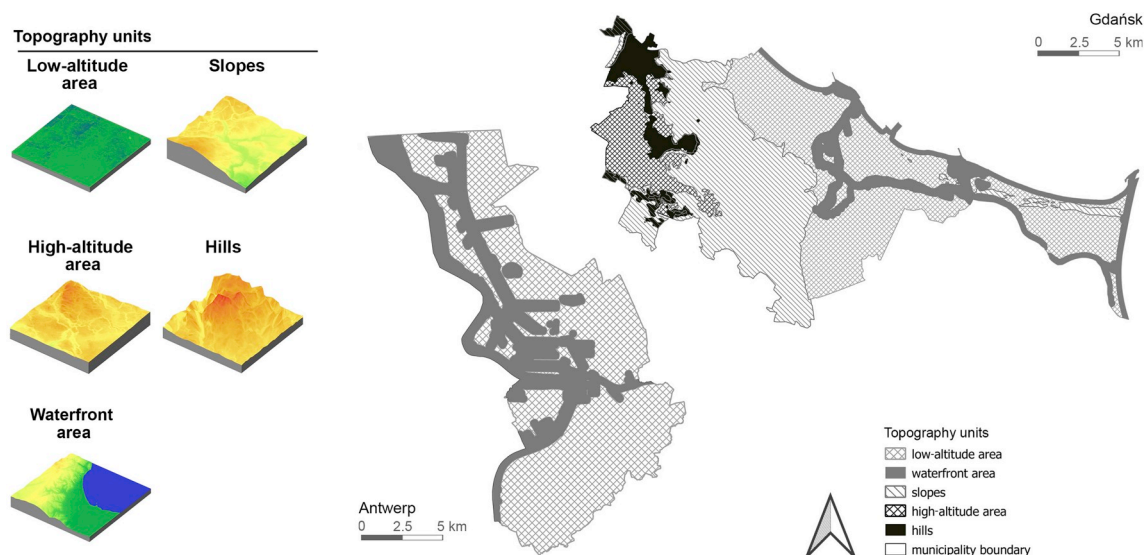 Topography units
Low-altitude
area
Slopes
High-altitude
area
Hills
Waterfront
area
Gdańsk
0 2.5 5 km
Antwerp
0 2.5 5 km
Topography units
low-altitude area
waterfront area
slopes
high-altitude area
hills
municipality boundary